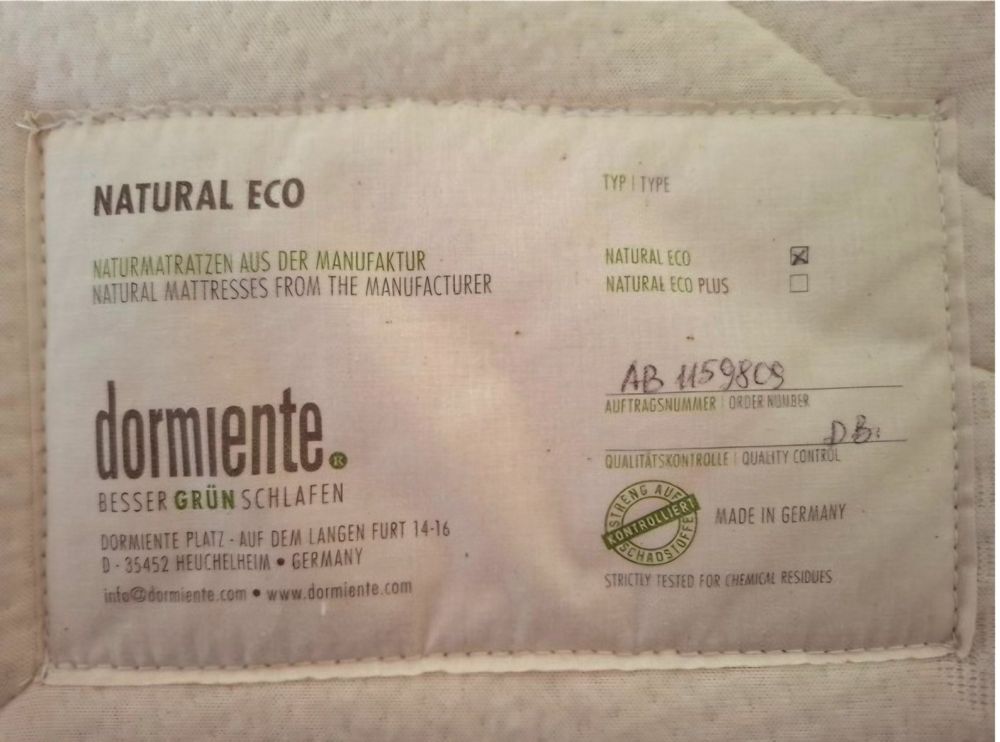 NATURAL ECO
NATURMATRATZEN AUS DER MANUFAKTUR
NATURAL MATTRESSES FROM THE MANUFACTURER
dormiente®
BESSER GRÜN SCHLAFEN
DORMIENTE PLATZ - AUF DEM LANGEN FURT 14-16
D - 35452 HEUCHELHEIM • GERMANY
info@dormiente.com • www.dormiente.com
TYP | TYPE
NATURAL ECO ☒
NATURAL ECO PLUS ☐
AB 1159809
AUFTRAGSNUMMER | ORDER NUMBER
D B.
QUALITÄTSKONTROLLE | QUALITY CONTROL
STRENG AUF
KONTROLLIERT
SCHADSTOFFE
MADE IN GERMANY
STRICTLY TESTED FOR CHEMICAL RESIDUES